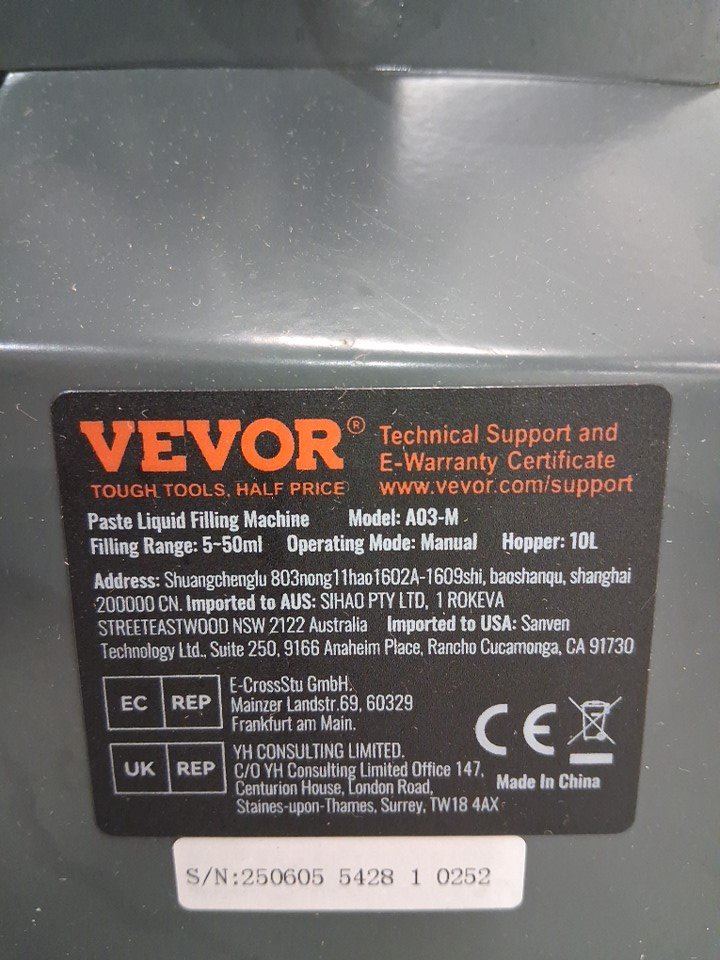 VEVOR®
TOUGH TOOLS, HALF PRICE
Technical Support and
E-Warranty Certificate
www.vevor.com/support
Paste Liquid Filling Machine Model: A03-M
Filling Range: 5~50ml Operating Mode: Manual Hopper: 10L
Address: Shuangchenglu 803nong11hao1602A-1609shi, baoshanqu, shanghai
200000 CN. Imported to AUS: SIHAO PTY LTD, 1 ROKEVA
STREETEASTWOOD NSW 2122 Australia Imported to USA: Sanven
Technology Ltd., Suite 250, 9166 Anaheim Place, Rancho Cucamonga, CA 91730
EC REP
E-CrossStu GmbH.
Mainzer Landstr.69, 60329
Frankfurt am Main.
UK REP
YH CONSULTING LIMITED.
C/O YH Consulting Limited Office 147,
Centurion House, London Road,
Staines-upon-Thames, Surrey, TW18 4AX
CE
Made In China
S/N:250605 5428 1 0252